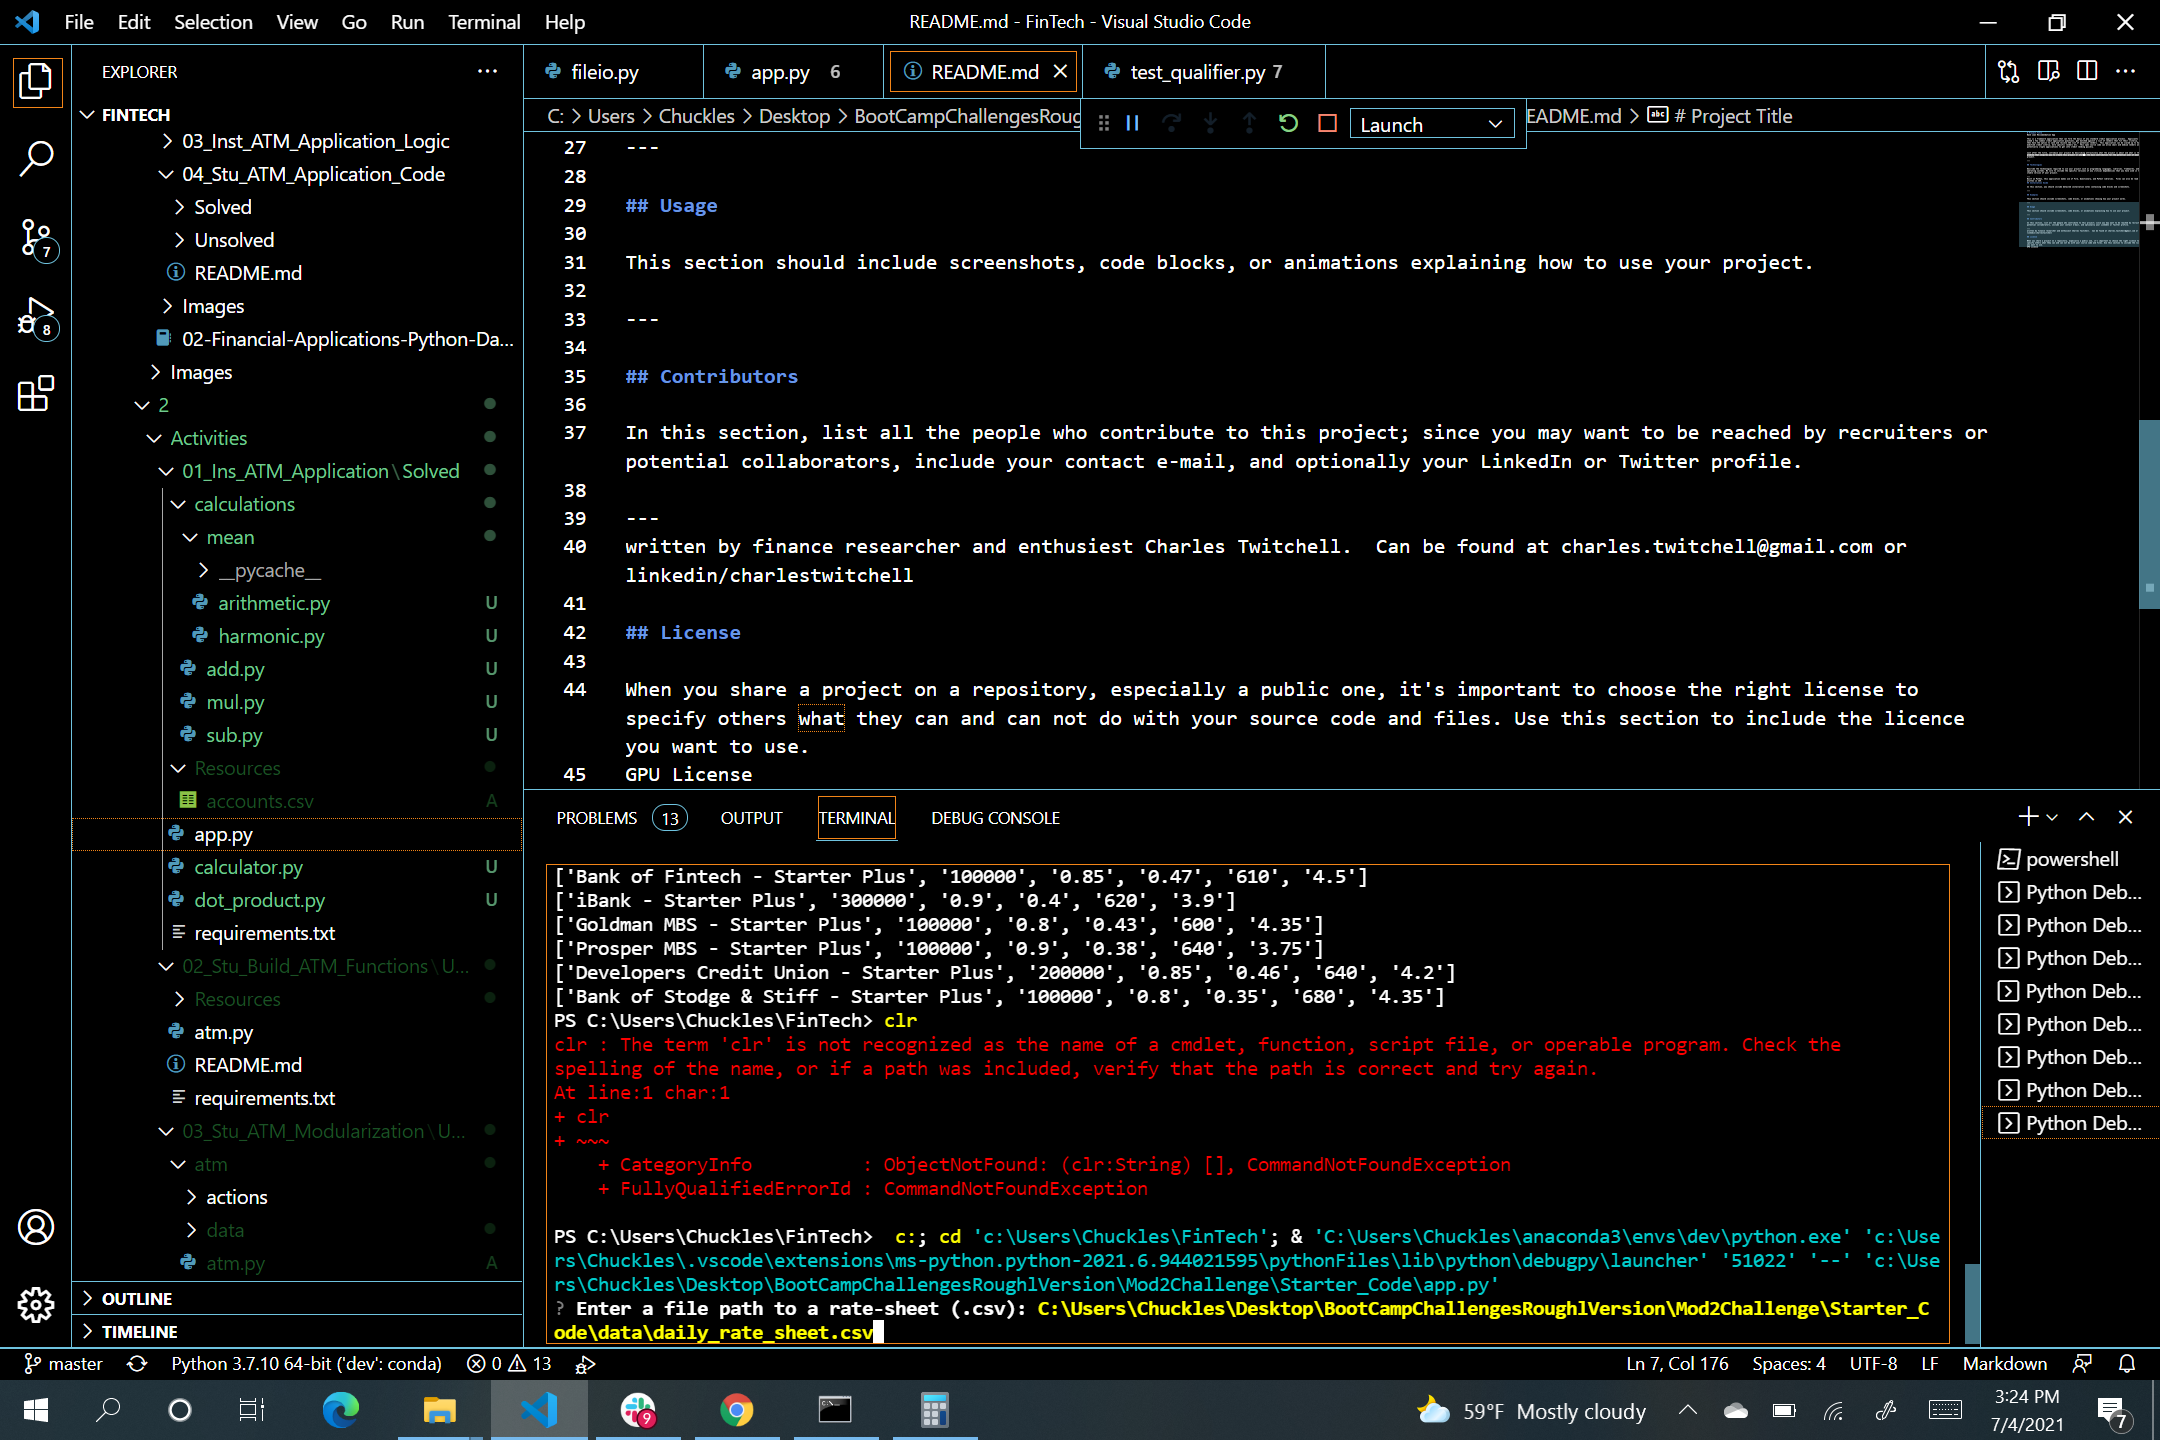 File Edit Selection View Go Run Terminal Help README.md - FinTech - Visual Studio Code
EXPLORER
FINTECH
03_Inst_ATM_Application_Logic
04_Stu_ATM_Application_Code
Solved
Unsolved
README.md
Images
02-Financial-Applications-Python-Da...
Images
2
Activities
01_Ins_ATM_Application\Solved
calculations
mean
__pycache__
arithmetic.py U
harmonic.py U
add.py U
mul.py U
sub.py U
Resources
accounts.csv A
app.py
calculator.py U
dot_product.py U
requirements.txt
02_Stu_Build_ATM_Functions\U...
Resources
atm.py
README.md
requirements.txt
03_Stu_ATM_Modularization\U...
atm
actions
data
atm.py A
OUTLINE
TIMELINE
7
8
fileio.py app.py 6 README.md test_qualifier.py 7
C: > Users > Chuckles > Desktop > BootCampChallengesRoug
Launch
EADME.md > # Project Title
27 ---
28
29 ## Usage
30
31 This section should include screenshots, code blocks, or animations explaining how to use your project.
32
33 ---
34
35 ## Contributors
36
37 In this section, list all the people who contribute to this project; since you may want to be reached by recruiters or
potential collaborators, include your contact e-mail, and optionally your LinkedIn or Twitter profile.
38
39 ---
40 written by finance researcher and enthusiest Charles Twitchell.  Can be found at charles.twitchell@gmail.com or
linkedin/charlestwitchell
41
42 ## License
43
44 When you share a project on a repository, especially a public one, it's important to choose the right license to
specify others what they can and can not do with your source code and files. Use this section to include the licence
you want to use.
45 GPU License
PROBLEMS 13 OUTPUT TERMINAL DEBUG CONSOLE
['Bank of Fintech - Starter Plus', '100000', '0.85', '0.47', '610', '4.5']
['iBank - Starter Plus', '300000', '0.9', '0.4', '620', '3.9']
['Goldman MBS - Starter Plus', '100000', '0.8', '0.43', '600', '4.35']
['Prosper MBS - Starter Plus', '100000', '0.9', '0.38', '640', '3.75']
['Developers Credit Union - Starter Plus', '200000', '0.85', '0.46', '640', '4.2']
['Bank of Stodge & Stiff - Starter Plus', '100000', '0.8', '0.35', '680', '4.35']
PS C:\Users\Chuckles\FinTech> clr
clr : The term 'clr' is not recognized as the name of a cmdlet, function, script file, or operable program. Check the
spelling of the name, or if a path was included, verify that the path is correct and try again.
At line:1 char:1
+ clr
+ ~~~
    + CategoryInfo          : ObjectNotFound: (clr:String) [], CommandNotFoundException
    + FullyQualifiedErrorId : CommandNotFoundException
PS C:\Users\Chuckles\FinTech>  c:; cd 'c:\Users\Chuckles\FinTech'; & 'C:\Users\Chuckles\anaconda3\envs\dev\python.exe' 'c:\Use
rs\Chuckles\.vscode\extensions\ms-python.python-2021.6.944021595\pythonFiles\lib\python\debugpy\launcher' '51022' '--' 'c:\Use
rs\Chuckles\Desktop\BootCampChallengesRoughlVersion\Mod2Challenge\Starter_Code\app.py'
? Enter a file path to a rate-sheet (.csv): C:\Users\Chuckles\Desktop\BootCampChallengesRoughlVersion\Mod2Challenge\Starter_C
ode\data\daily_rate_sheet.csv
powershell
Python Deb...
Python Deb...
Python Deb...
Python Deb...
Python Deb...
Python Deb...
Python Deb...
Python Deb...
master Python 3.7.10 64-bit ('dev': conda) 0 13 Ln 7, Col 176 Spaces: 4 UTF-8 LF Markdown
9 59°F Mostly cloudy 3:24 PM
7/4/2021 7